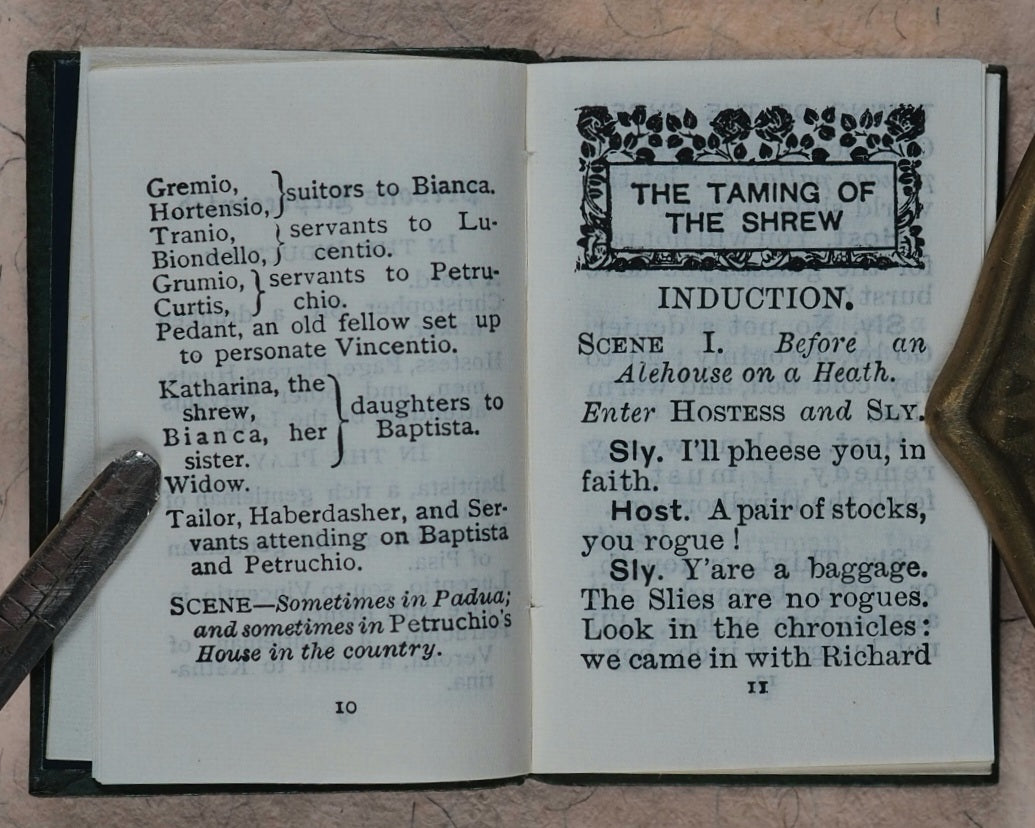 Gremio, } suitors to Bianca.
Hortensio,
Tranio, } servants to Lu-
Biondello, } centio.
Grumio, } servants to Petru-
Curtis, } chio.
Pedant, an old fellow set up
to personate Vincentio.
Katharina, the
shrew, } daughters to
Bianca, her } Baptista.
sister.
Widow.
Tailor, Haberdasher, and Ser-
vants attending on Baptista
and Petruchio.
SCENE—Sometimes in Padua;
and sometimes in Petruchio's
House in the country.
10
THE TAMING OF
THE SHREW
INDUCTION.
SCENE I. Before an
Alehouse on a Heath.
Enter HOSTESS and SLY.
Sly. I'll pheese you, in
faith.
Host. A pair of stocks,
you rogue !
Sly. Y'are a baggage.
The Slies are no rogues.
Look in the chronicles :
we came in with Richard
11